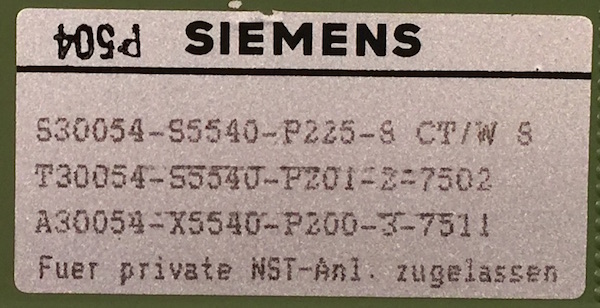 P504 SIEMENS
S30054-S5540-P225-8 CT/W 8
T30054-S5540-P201-2-7502
A30054-X5540-P200-3-7511
Fuer private NST-Anl. zugelassen